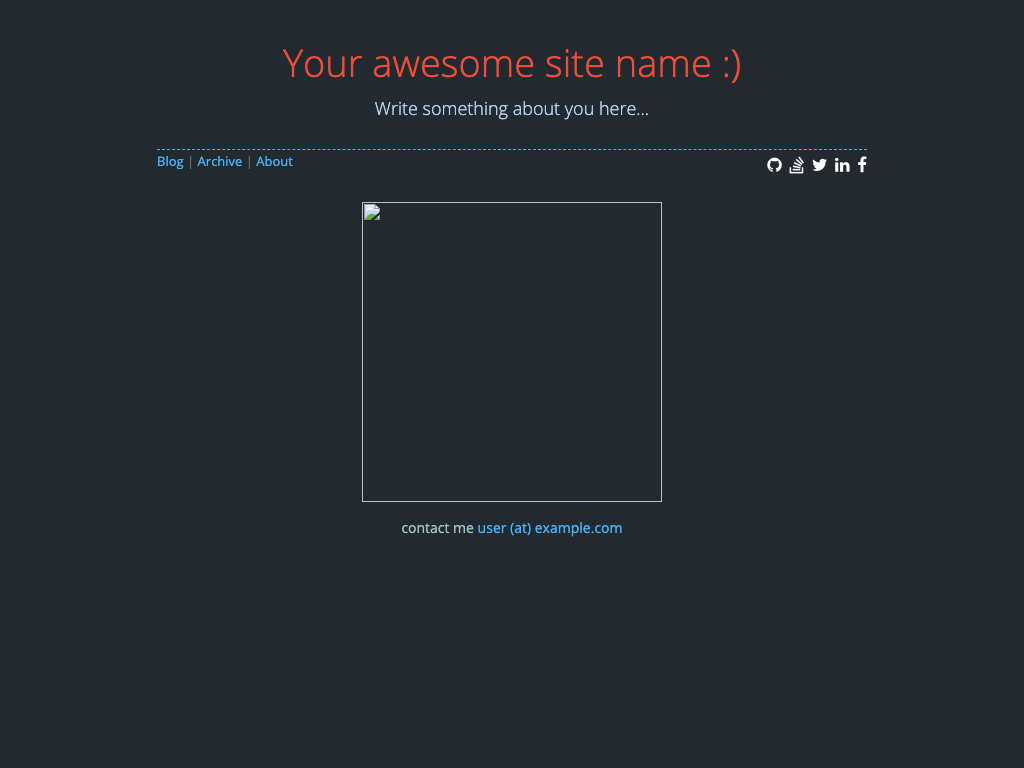 Your awesome site name :)
Write something about you here...
Blog | Archive | About
contact me user (at) example.com